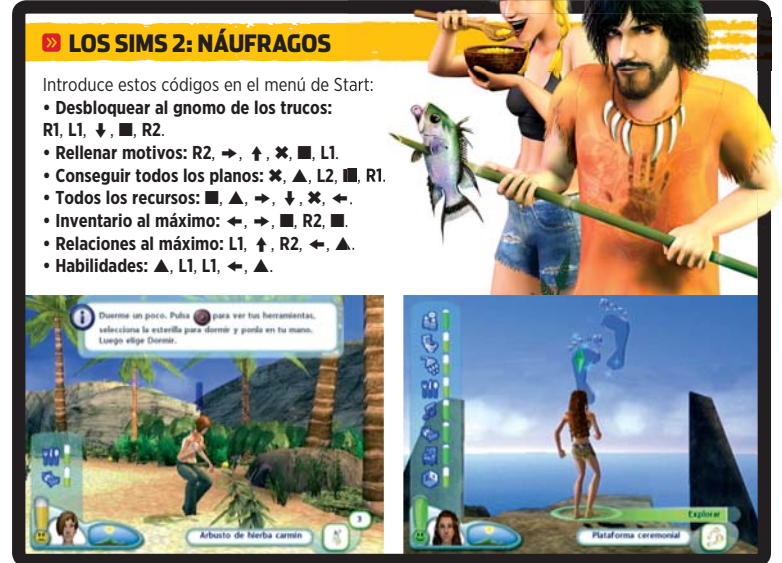 LOS SIMS 2: NÁUFRAGOS
Introduce estos códigos en el menú de Start:
• Desbloquear al gnomo de los trucos:
R1, L1, ↓, ■, R2.
• Rellenar motivos: R2, →, ↑, ✖, ■, L1.
• Conseguir todos los planos: ✖, ▲, L2, ■, R1.
• Todos los recursos: ■, ▲, →, ↓, ✖, ←.
• Inventario al máximo: ←, →, ■, R2, ■.
• Relaciones al máximo: L1, ↑, R2, ←, ▲.
• Habilidades: ▲, L1, L1, ←, ▲.
Duerme un poco. Pulsa para ver tus herramientas,
selecciona la esterilla para dormir y ponla en tu mano.
Luego elige Dormir.
3
Arbusto de hierba carmín
Explorar
Plataforma ceremonial